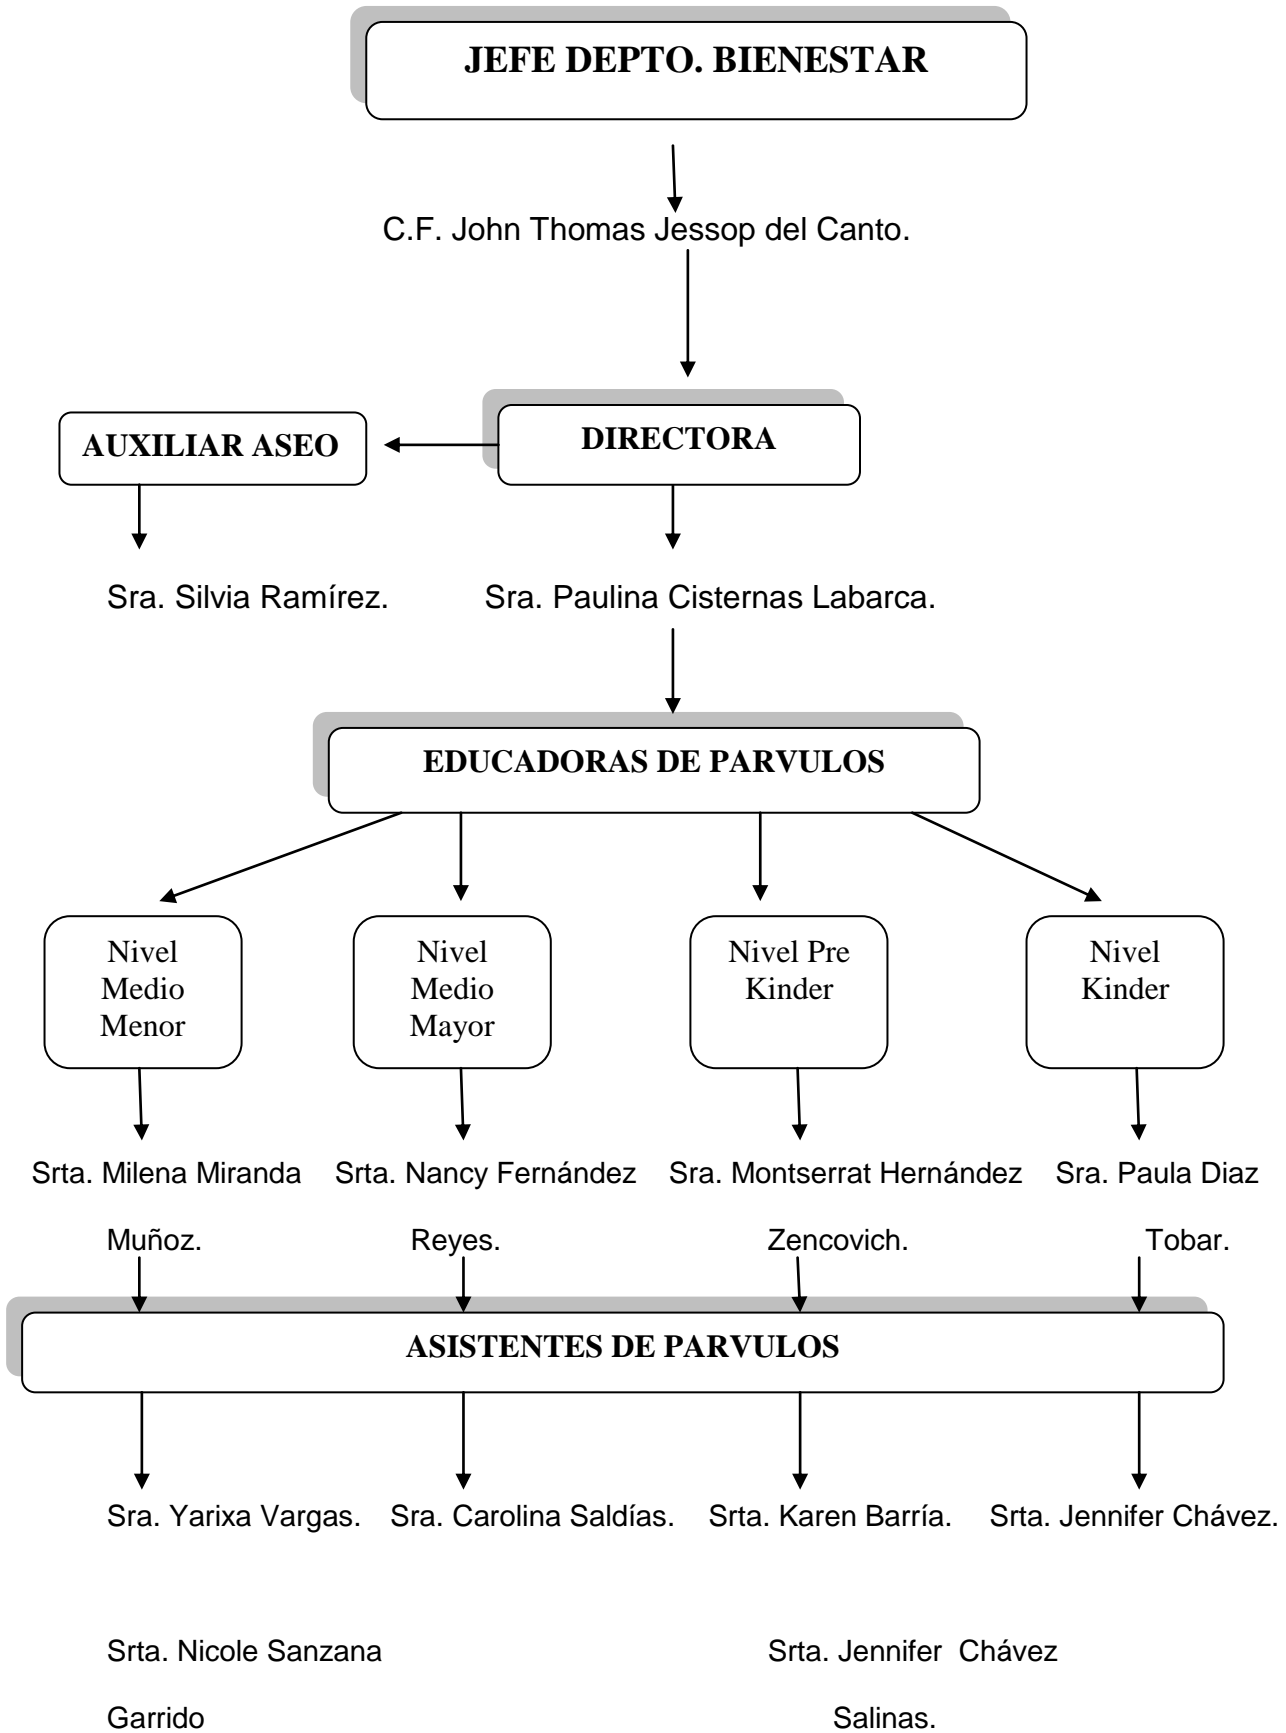 JEFE DEPTO. BIENESTAR
C.F. John Thomas Jessop del Canto.
AUXILIAR ASEO
DIRECTORA
Sra. Silvia Ramírez.
Sra. Paulina Cisternas Labarca.
EDUCADORAS DE PARVULOS
Nivel
Medio
Menor
Nivel
Medio
Mayor
Nivel Pre
Kinder
Nivel
Kinder
Srta. Milena Miranda
Muñoz.
Srta. Nancy Fernández
Reyes.
Sra. Montserrat Hernández
Zencovich.
Sra. Paula Diaz
Tobar.
ASISTENTES DE PARVULOS
Sra. Yarixa Vargas.
Sra. Carolina Saldías.
Srta. Karen Barría.
Srta. Jennifer Chávez.
Srta. Nicole Sanzana
Garrido
Srta. Jennifer  Chávez
Salinas.